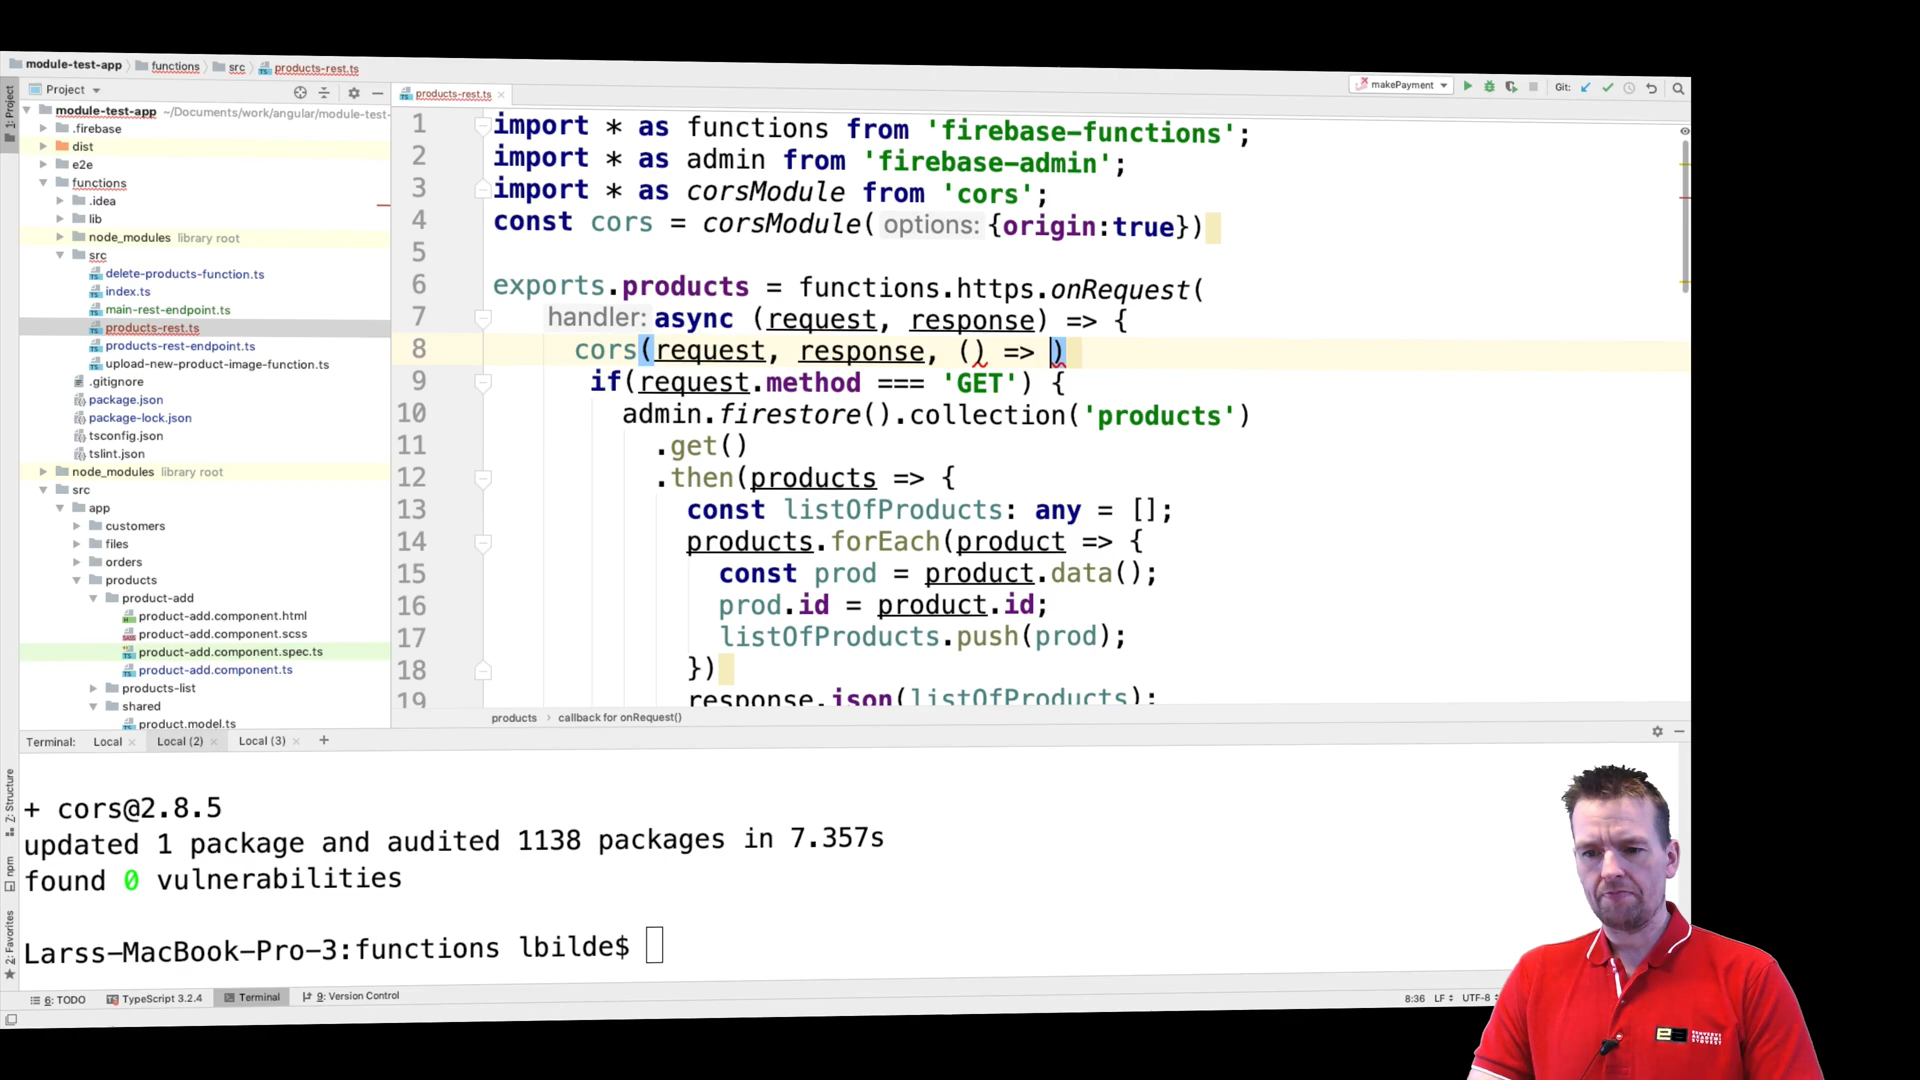 module-test-app
functions
src
products-rest.ts
makePayment
Git:
1: Project
Project
products-rest.ts
module-test-app ~/Documents/work/angular/module-test-
.firebase
dist
e2e
functions
.idea
lib
node_modules library root
src
delete-products-function.ts
index.ts
main-rest-endpoint.ts
products-rest.ts
products-rest-endpoint.ts
upload-new-product-image-function.ts
.gitignore
package.json
package-lock.json
tsconfig.json
tslint.json
node_modules library root
src
app
customers
files
orders
products
product-add
product-add.component.html
product-add.component.scss
product-add.component.spec.ts
product-add.component.ts
products-list
shared
product.model.ts
1 import * as functions from 'firebase-functions';
2 import * as admin from 'firebase-admin';
3 import * as corsModule from 'cors';
4 const cors = corsModule( options: {origin:true})
5
6 exports.products = functions.https.onRequest(
7 handler: async (request, response) => {
8 cors(request, response, () => )
9 if(request.method === 'GET') {
10 admin.firestore().collection('products')
11 .get()
12 .then(products => {
13 const listOfProducts: any = [];
14 products.forEach(product => {
15 const prod = product.data();
16 prod.id = product.id;
17 listOfProducts.push(prod);
18 })
19 response.json(listOfProducts);
products › callback for onRequest()
Terminal: Local × Local (2) × Local (3) × +
+ cors@2.8.5
updated 1 package and audited 1138 packages in 7.357s
found 0 vulnerabilities
Larss-MacBook-Pro-3:functions lbilde$
Z: Structure
npm
2: Favorites
6: TODO
TypeScript 3.2.4
Terminal
9: Version Control
8:36 LF UTF-8